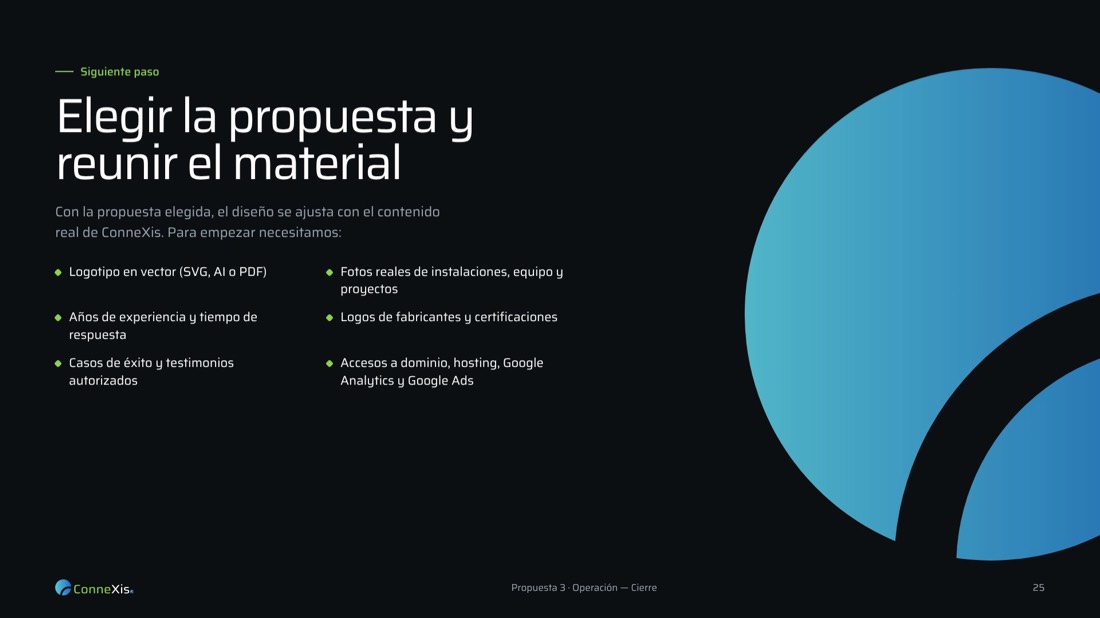 Siguiente paso
Elegir la propuesta y
reunir el material
Con la propuesta elegida, el diseño se ajusta con el contenido
real de ConneXis. Para empezar necesitamos:
Logotipo en vector (SVG, AI o PDF)
Fotos reales de instalaciones, equipo y
proyectos
Años de experiencia y tiempo de
respuesta
Logos de fabricantes y certificaciones
Casos de éxito y testimonios
autorizados
Accesos a dominio, hosting, Google
Analytics y Google Ads
ConneXis
Propuesta 3 · Operación — Cierre
25